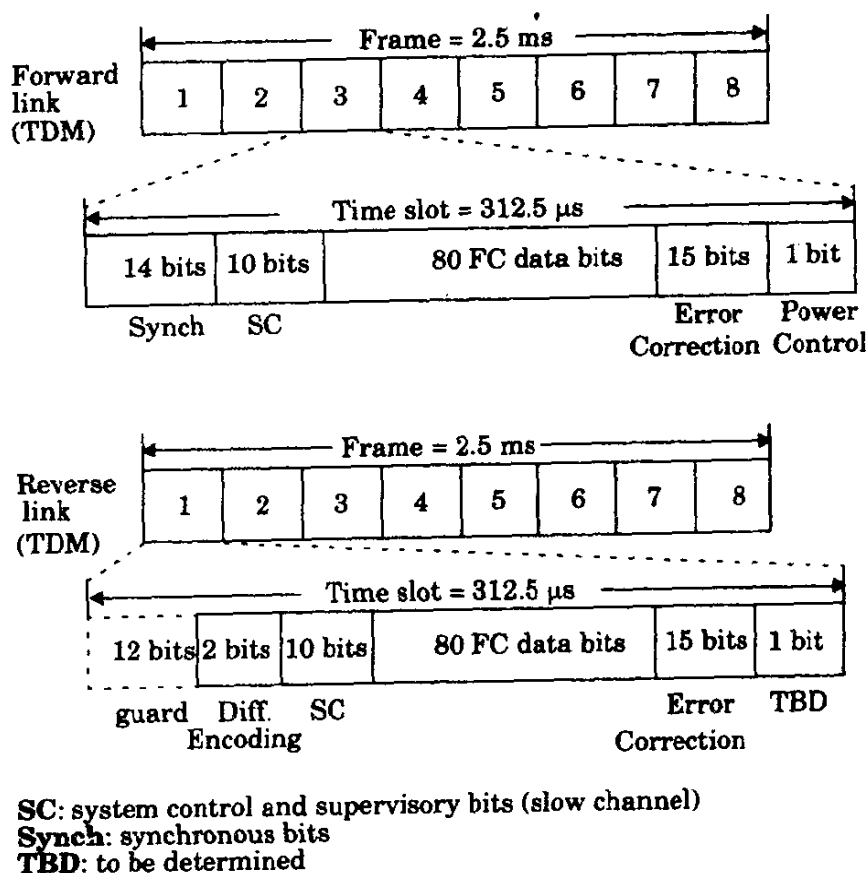 Frame = 2.5 ms
Forward
link
(TDM)
1 2 3 4 5 6 7 8
Time slot = 312.5 µs
14 bits 10 bits 80 FC data bits 15 bits 1 bit
Synch SC Error Power
Correction Control
Frame = 2.5 ms
Reverse
link
(TDM)
1 2 3 4 5 6 7 8
Time slot = 312.5 µs
12 bits 2 bits 10 bits 80 FC data bits 15 bits 1 bit
guard Diff. SC Error TBD
Encoding Correction
SC: system control and supervisory bits (slow channel)
Synch: synchronous bits
TBD: to be determined